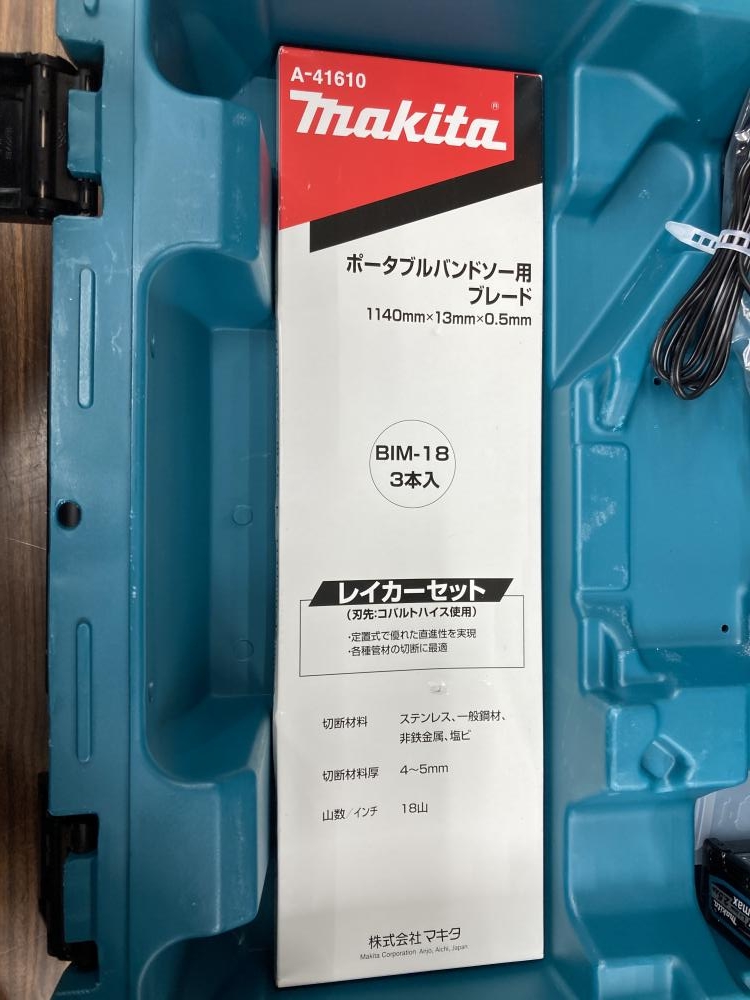 A-41610
makita®
ポータブルバンドソー用
ブレード
1140mm×13mm×0.5mm
BIM-18
3本入
レイカーセット
(刃先:コバルトハイス使用)
・定置式で優れた直進性を実現
・各種管材の切断に最適
切断材料 ステンレス、一般鋼材、
非鉄金属、塩ビ
切断材料厚 4〜5mm
山数/インチ 18山
株式会社マキタ
Makita Corporation Anjo, Aichi, Japan
makita
max